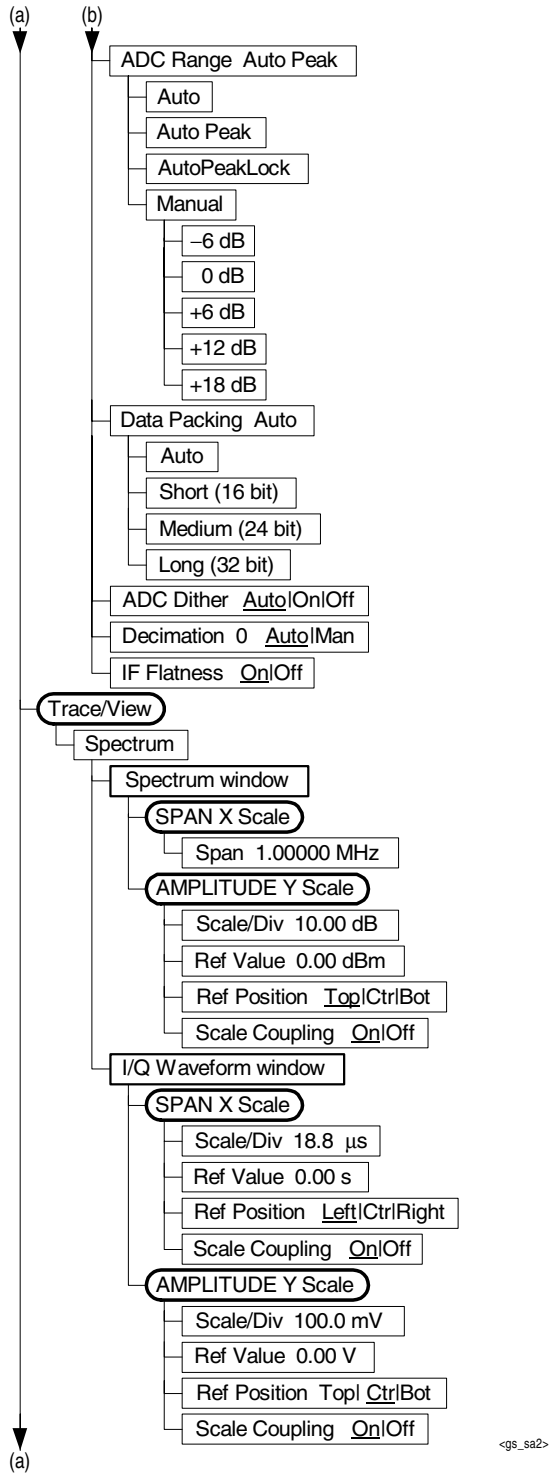 (a) (b)
ADC Range Auto Peak
Auto
Auto Peak
AutoPeakLock
Manual
−6 dB
0 dB
+6 dB
+12 dB
+18 dB
Data Packing Auto
Auto
Short (16 bit)
Medium (24 bit)
Long (32 bit)
ADC Dither Auto|On|Off
Decimation 0 Auto|Man
IF Flatness On|Off
Trace/View
Spectrum
Spectrum window
SPAN X Scale
Span 1.00000 MHz
AMPLITUDE Y Scale
Scale/Div 10.00 dB
Ref Value 0.00 dBm
Ref Position Top|Ctr|Bot
Scale Coupling On|Off
I/Q Waveform window
SPAN X Scale
Scale/Div 18.8 µs
Ref Value 0.00 s
Ref Position Left|Ctr|Right
Scale Coupling On|Off
AMPLITUDE Y Scale
Scale/Div 100.0 mV
Ref Value 0.00 V
Ref Position Top| Ctr|Bot
Scale Coupling On|Off
<gs_sa2>
(a)